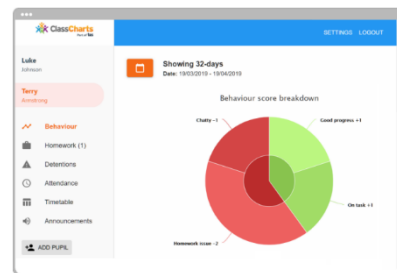 ClassCharts
SETTINGS LOGOUT
Luke
Johnson
Terry
Armstrong
Behaviour
Homework (1)
Detentions
Attendance
Timetable
Announcements
ADD PUPIL
Showing 32-days
Date: 19/03/2019 - 19/04/2019
Behaviour score breakdown
Chatty -1
Good progress +1
On task +1
Homework issue -2